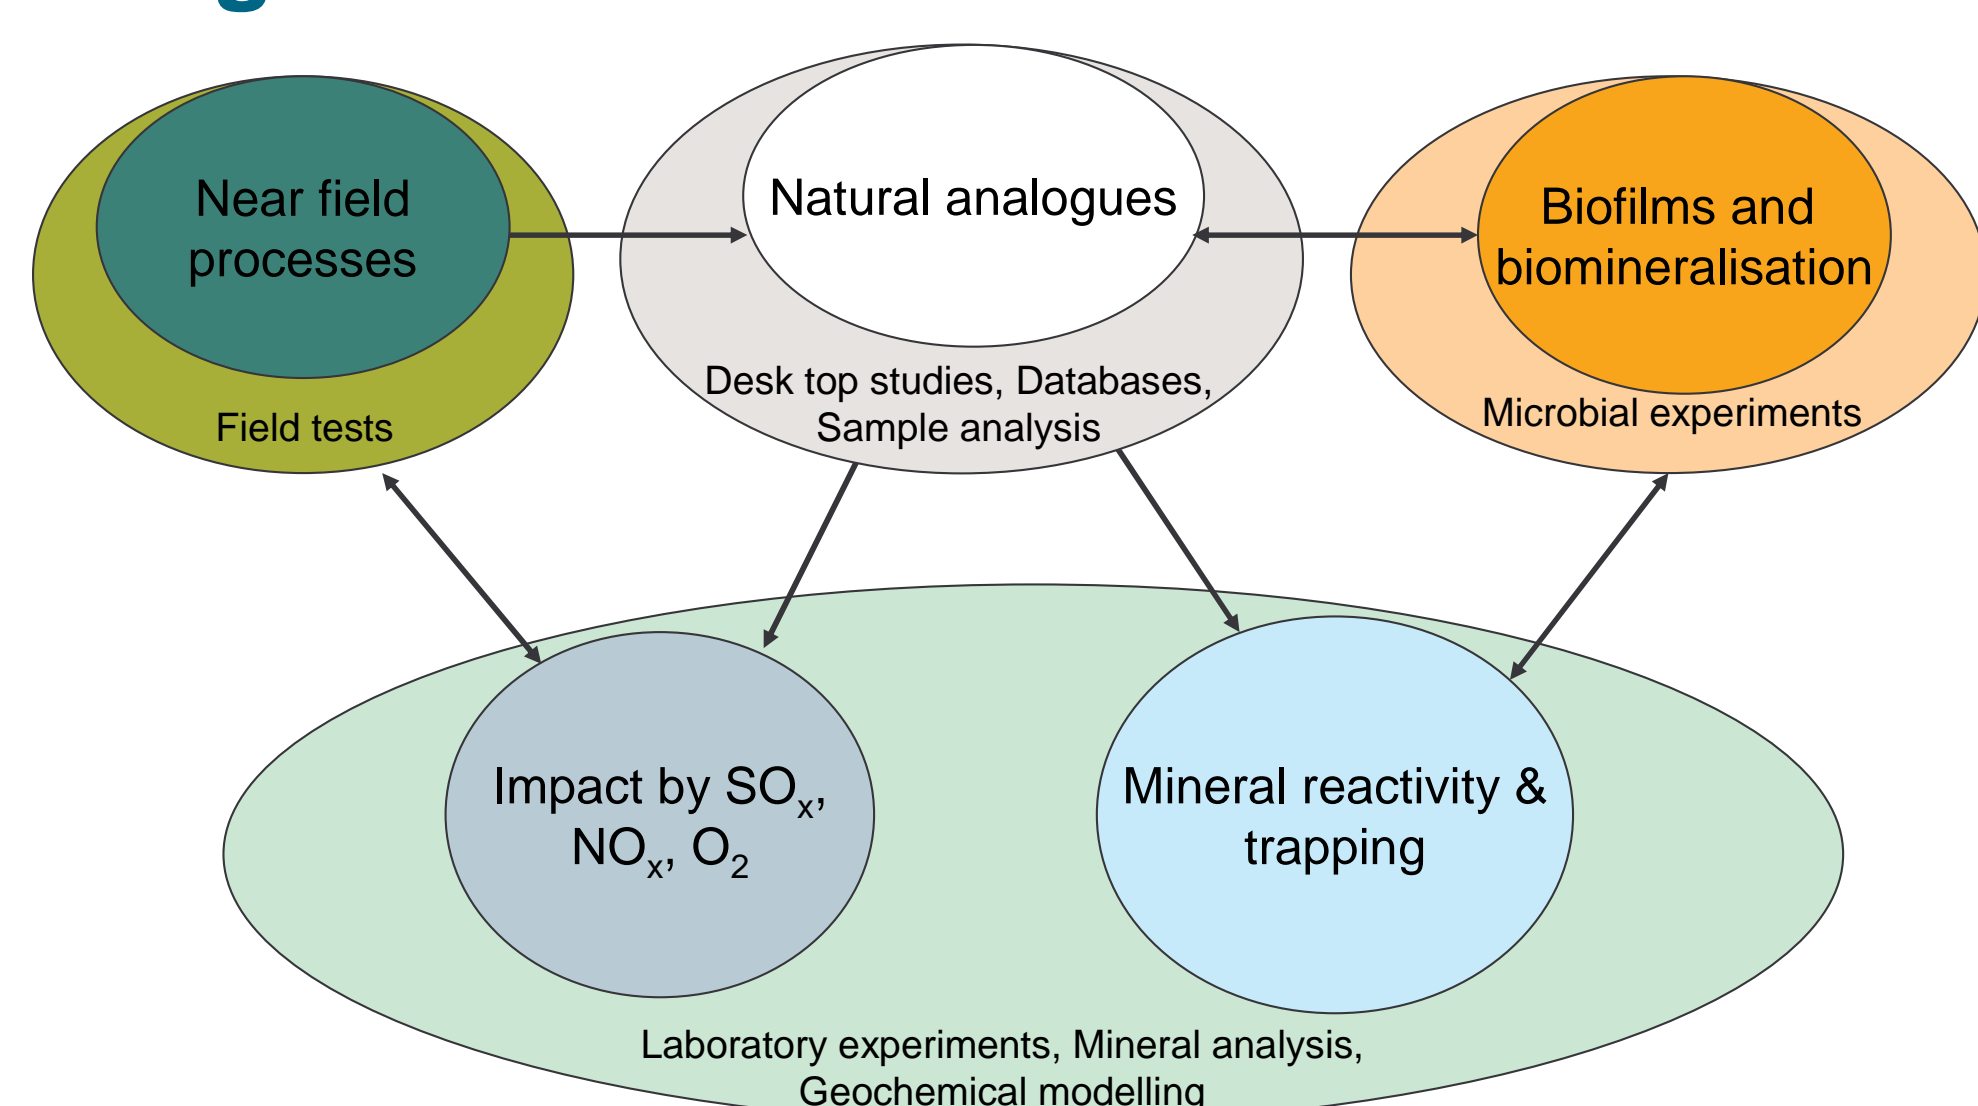 Near field
processes
Field tests
Natural analogues
Desk top studies, Databases,
Sample analysis
Biofilms and
biomineralisation
Microbial experiments
Impact by SOₓ,
NOₓ, O₂
Mineral reactivity &
trapping
Laboratory experiments, Mineral analysis,
Geochemical modelling